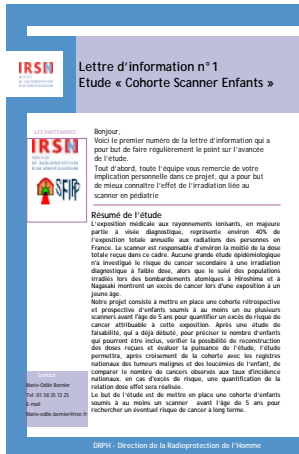 IRSN
Lettre d'information n°1
Etude « Cohorte Scanner Enfants »
LES PARTENAIRES
IRSN
SFIP
Bonjour,
Voici le premier numéro de la lettre d'information qui a
pour but de faire régulièrement le point sur l'avancée
de l'étude.
Tout d'abord, toute l'équipe vous remercie de votre
implication personnelle dans ce projet, qui a pour but
de mieux connaître l'effet de l'irradiation liée au
scanner en pédiatrie
Résumé de l'étude
L'exposition médicale aux rayonnements ionisants, en majeure
partie à visée diagnostique, représente environ 40% de
l'exposition totale annuelle aux radiations des personnes en
France. Le scanner est responsable d'environ la moitié de la dose
totale reçue dans ce cadre. Aucune grande étude épidémiologique
n'a investigué le risque de cancer secondaire à une irradiation
diagnostique à faible dose, alors que le suivi des populations
irradiés lors des bombardements atomiques à Hiroshima et à
Nagasaki montrent un excès de cancer lors d'une exposition à un
jeune âge.
Notre projet consiste à mettre en place une cohorte rétrospective
et prospective d'enfants soumis à au moins un ou plusieurs
scanners avant l'âge de 5 ans pour quantifier un excès de risque de
cancer attribuable à cette exposition. Après une étude de
faisabilité, qui a déjà débuté, pour préciser le nombre d'enfants
qui pourront être inclus, vérifier la possibilité de reconstruction
des doses reçues et évaluer la puissance de l'étude, l'étude
permettra, après croisement de la cohorte avec les registres
nationaux des tumeurs malignes et des leucémies de l'enfant, de
comparer le nombre de cancers observés aux taux d'incidence
nationaux. en cas d'excès de risque, une quantification de la
relation dose effet sera réalisée.
Le but de l'étude est de mettre en place une cohorte d'enfants
soumis à au moins un scanner avant l'âge de 5 ans pour
rechercher un éventuel risque de cancer à long terme.
Contact
Marie-Odile Bernier
Tel :01 58 35 72 25
E-mail
Marie-odile.bernier@irsn.fr
DRPH - Direction de la Radioprotection de l'Homme